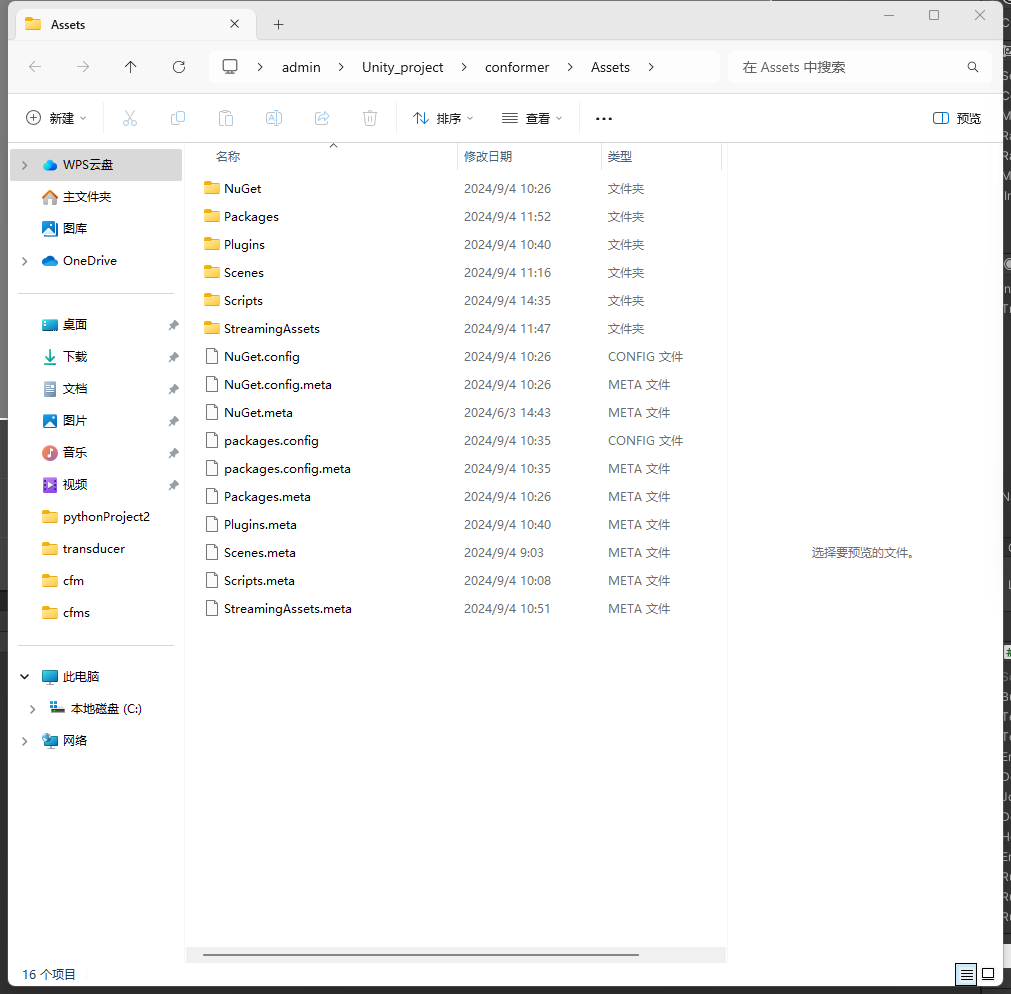 Assets
admin
Unity_project
conformer
Assets
在 Assets 中搜索
新建
排序
查看
预览
名称
修改日期
类型
WPS云盘
主文件夹
图库
OneDrive
桌面
下载
文档
图片
音乐
视频
pythonProject2
transducer
cfm
cfms
此电脑
本地磁盘 (C:)
网络
NuGet 2024/9/4 10:26 文件夹
Packages 2024/9/4 11:52 文件夹
Plugins 2024/9/4 10:40 文件夹
Scenes 2024/9/4 11:16 文件夹
Scripts 2024/9/4 14:35 文件夹
StreamingAssets 2024/9/4 11:47 文件夹
NuGet.config 2024/9/4 10:26 CONFIG 文件
NuGet.config.meta 2024/9/4 10:26 META 文件
NuGet.meta 2024/6/3 14:43 META 文件
packages.config 2024/9/4 10:35 CONFIG 文件
packages.config.meta 2024/9/4 10:35 META 文件
Packages.meta 2024/9/4 10:26 META 文件
Plugins.meta 2024/9/4 10:40 META 文件
Scenes.meta 2024/9/4 9:03 META 文件
Scripts.meta 2024/9/4 10:08 META 文件
StreamingAssets.meta 2024/9/4 10:51 META 文件
选择要预览的文件。
16 个项目